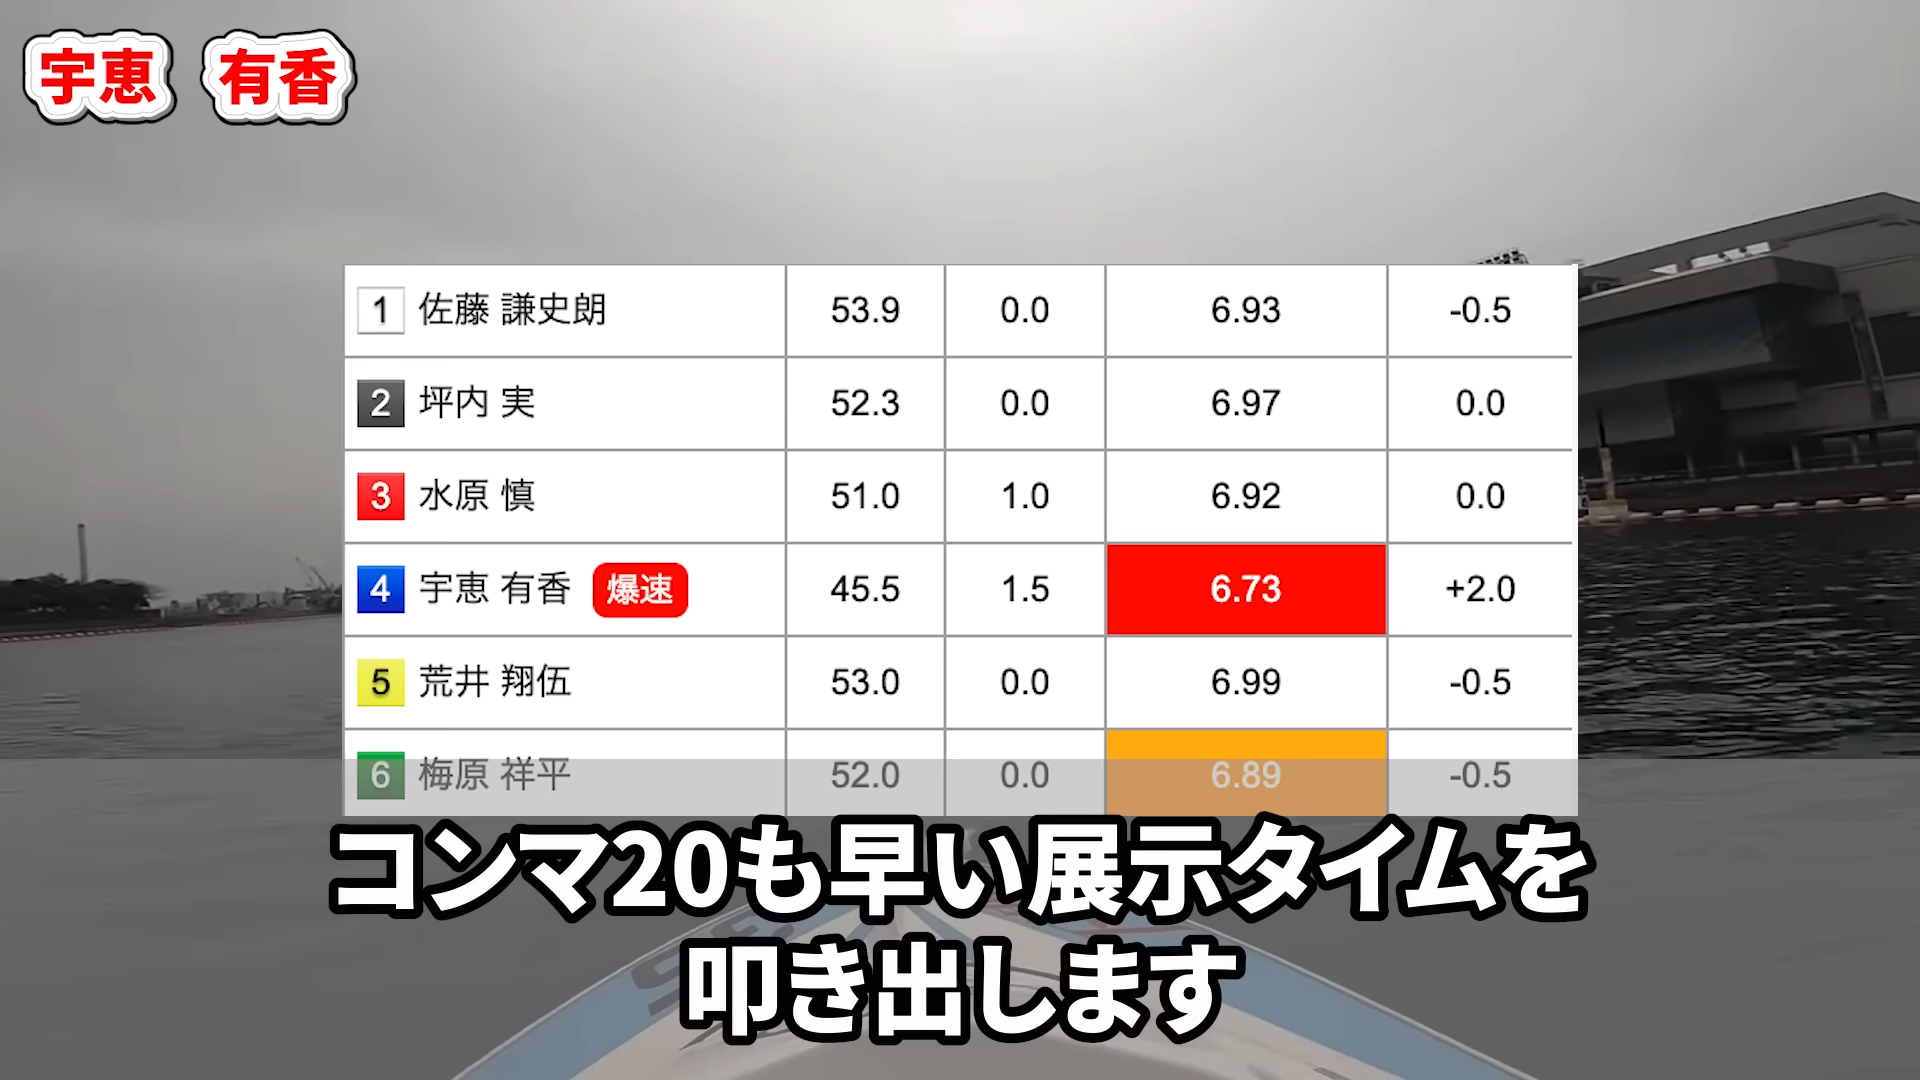 宇恵 有香
1 佐藤 謙史朗 53.9 0.0 6.93 -0.5
2 坪内 実 52.3 0.0 6.97 0.0
3 水原 慎 51.0 1.0 6.92 0.0
4 宇恵 有香 爆速 45.5 1.5 6.73 +2.0
5 荒井 翔伍 53.0 0.0 6.99 -0.5
6 梅原 祥平 52.0 0.0 6.89 -0.5
コンマ20も早い展示タイムを
叩き出します